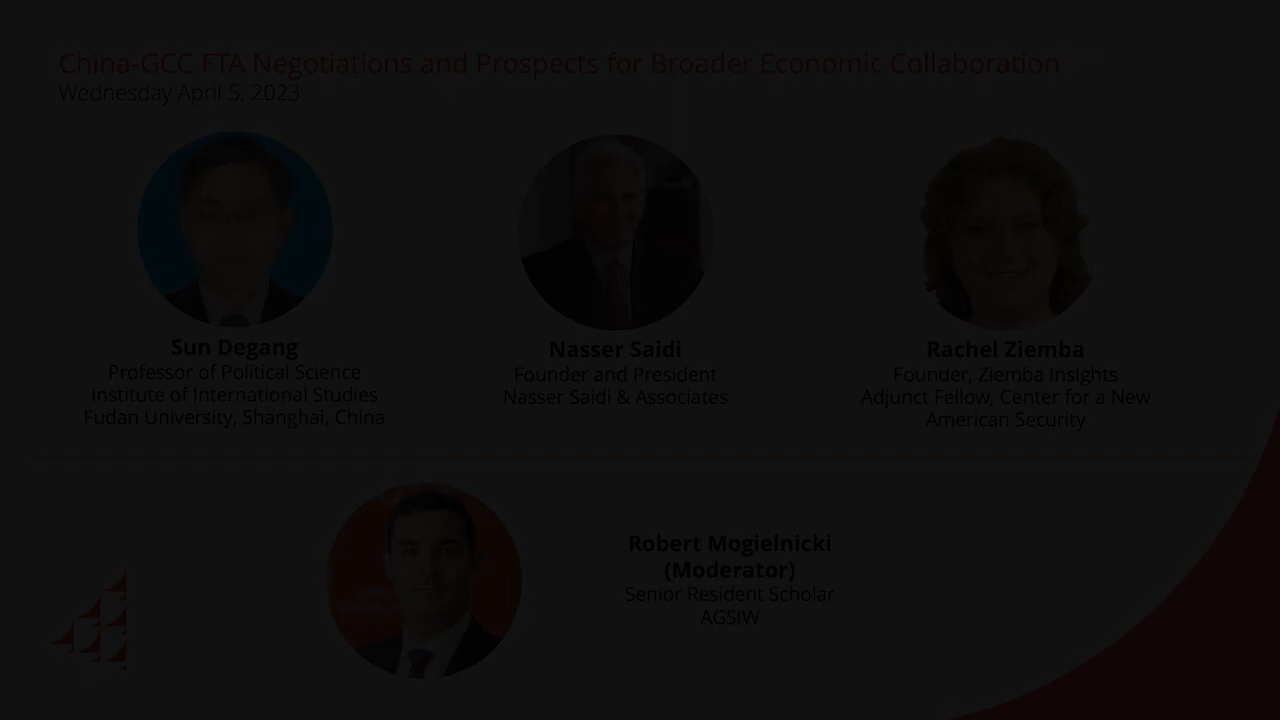 China-GCC FTA Negotiations and Prospects for Broader Economic Collaboration
Wednesday April 5, 2023
Sun Degang
Professor of Political Science
Institute of International Studies
Fudan University, Shanghai, China
Nasser Saidi
Founder and President
Nasser Saidi & Associates
Rachel Ziemba
Founder, Ziemba Insights
Adjunct Fellow, Center for a New
American Security
Robert Mogielnicki
(Moderator)
Senior Resident Scholar
AGSIW